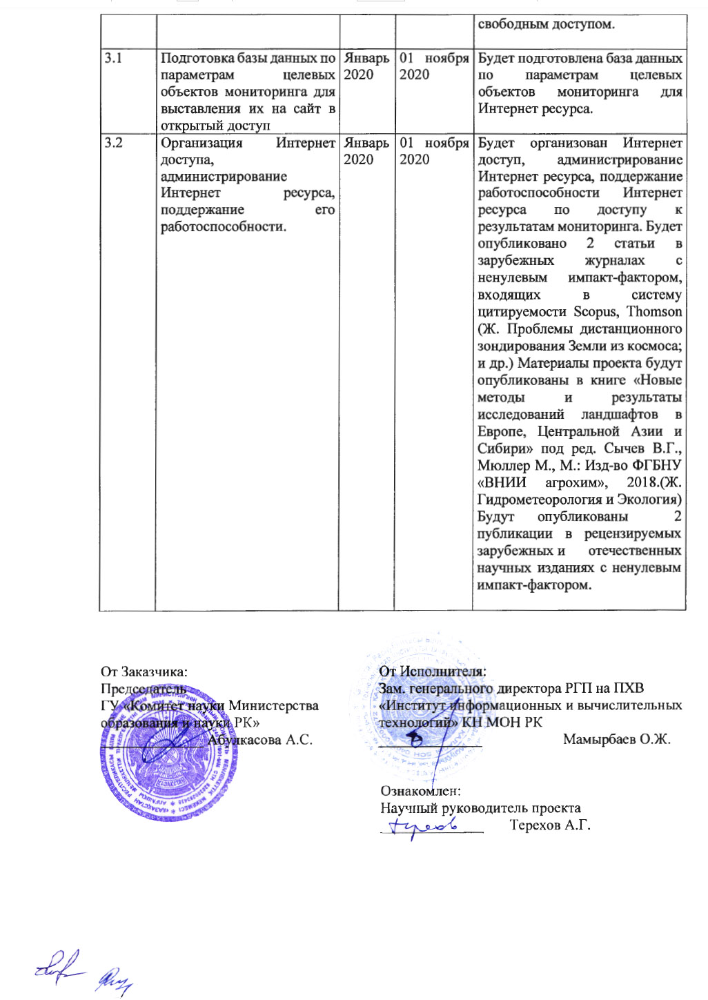 свободным доступом.
3.1
Подготовка базы данных по
параметрам целевых
объектов мониторинга для
выставления их на сайт в
открытый доступ
Январь
2020
01 ноября
2020
Будет подготовлена база данных
по параметрам целевых
объектов мониторинга для
Интернет ресурса.
3.2
Организация Интернет
доступа,
администрирование
Интернет ресурса,
поддержание его
работоспособности.
Январь
2020
01 ноября
2020
Будет организован Интернет
доступ, администрирование
Интернет ресурса, поддержание
работоспособности Интернет
ресурса по доступу к
результатам мониторинга. Будет
опубликовано 2 статьи в
зарубежных журналах с
ненулевым импакт-фактором,
входящих в систему
цитируемости Scopus, Thomson
(Ж. Проблемы дистанционного
зондирования Земли из космоса;
и др.) Материалы проекта будут
опубликованы в книге «Новые
методы и результаты
исследований ландшафтов в
Европе, Центральной Азии и
Сибири» под ред. Сычев В.Г.,
Мюллер М., М.: Изд-во ФГБНУ
«ВНИИ агрохим», 2018.(Ж.
Гидрометеорология и Экология)
Будут опубликованы 2
публикации в рецензируемых
зарубежных и отечественных
научных изданиях с ненулевым
импакт-фактором.
От Заказчика:
Председатель
ГУ «Комитет науки Министерства
образования и науки РК»
Абулкасова А.С.
ҚАЗАҚСТАН
От Исполнителя:
Зам. генерального директора РГП на ПХВ
«Институт информационных и вычислительных
технологий» КН МОН РК
Мамырбаев О.Ж.
Ознакомлен:
Научный руководитель проекта
Терехов А.Г.